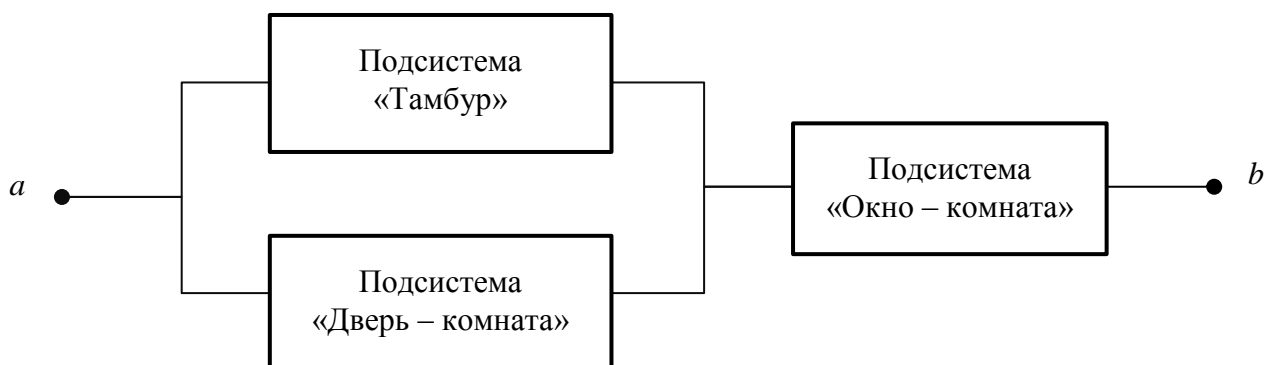 Подсистема
«Тамбур»
a
Подсистема
«Окно – комната»
b
Подсистема
«Дверь – комната»